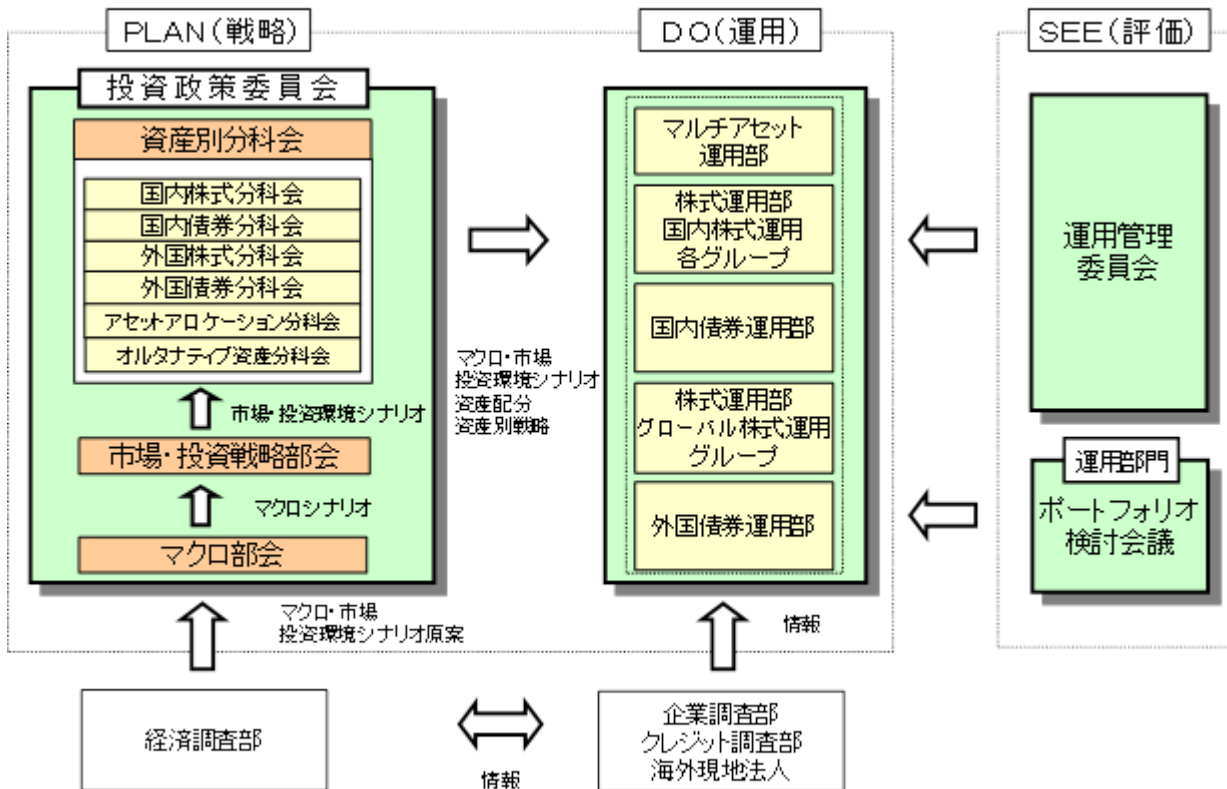 PLAN(戦略)
投資政策委員会
資産別分科会
国内株式分科会
国内債券分科会
外国株式分科会
外国債券分科会
アセットアロケーション分科会
オルタナティブ資産分科会
市場・投資環境シナリオ
市場・投資戦略部会
マクロシナリオ
マクロ部会
マクロ・市場
投資環境シナリオ原案
経済調査部
マクロ・市場
投資環境シナリオ
資産配分
資産別戦略
情報
DO(運用)
マルチアセット
運用部
株式運用部
国内株式運用
各グループ
国内債券運用部
株式運用部
グローバル株式運用
グループ
外国債券運用部
情報
企業調査部
クレジット調査部
海外現地法人
SEE(評価)
運用管理
委員会
運用部門
ポートフォリオ
検討会議